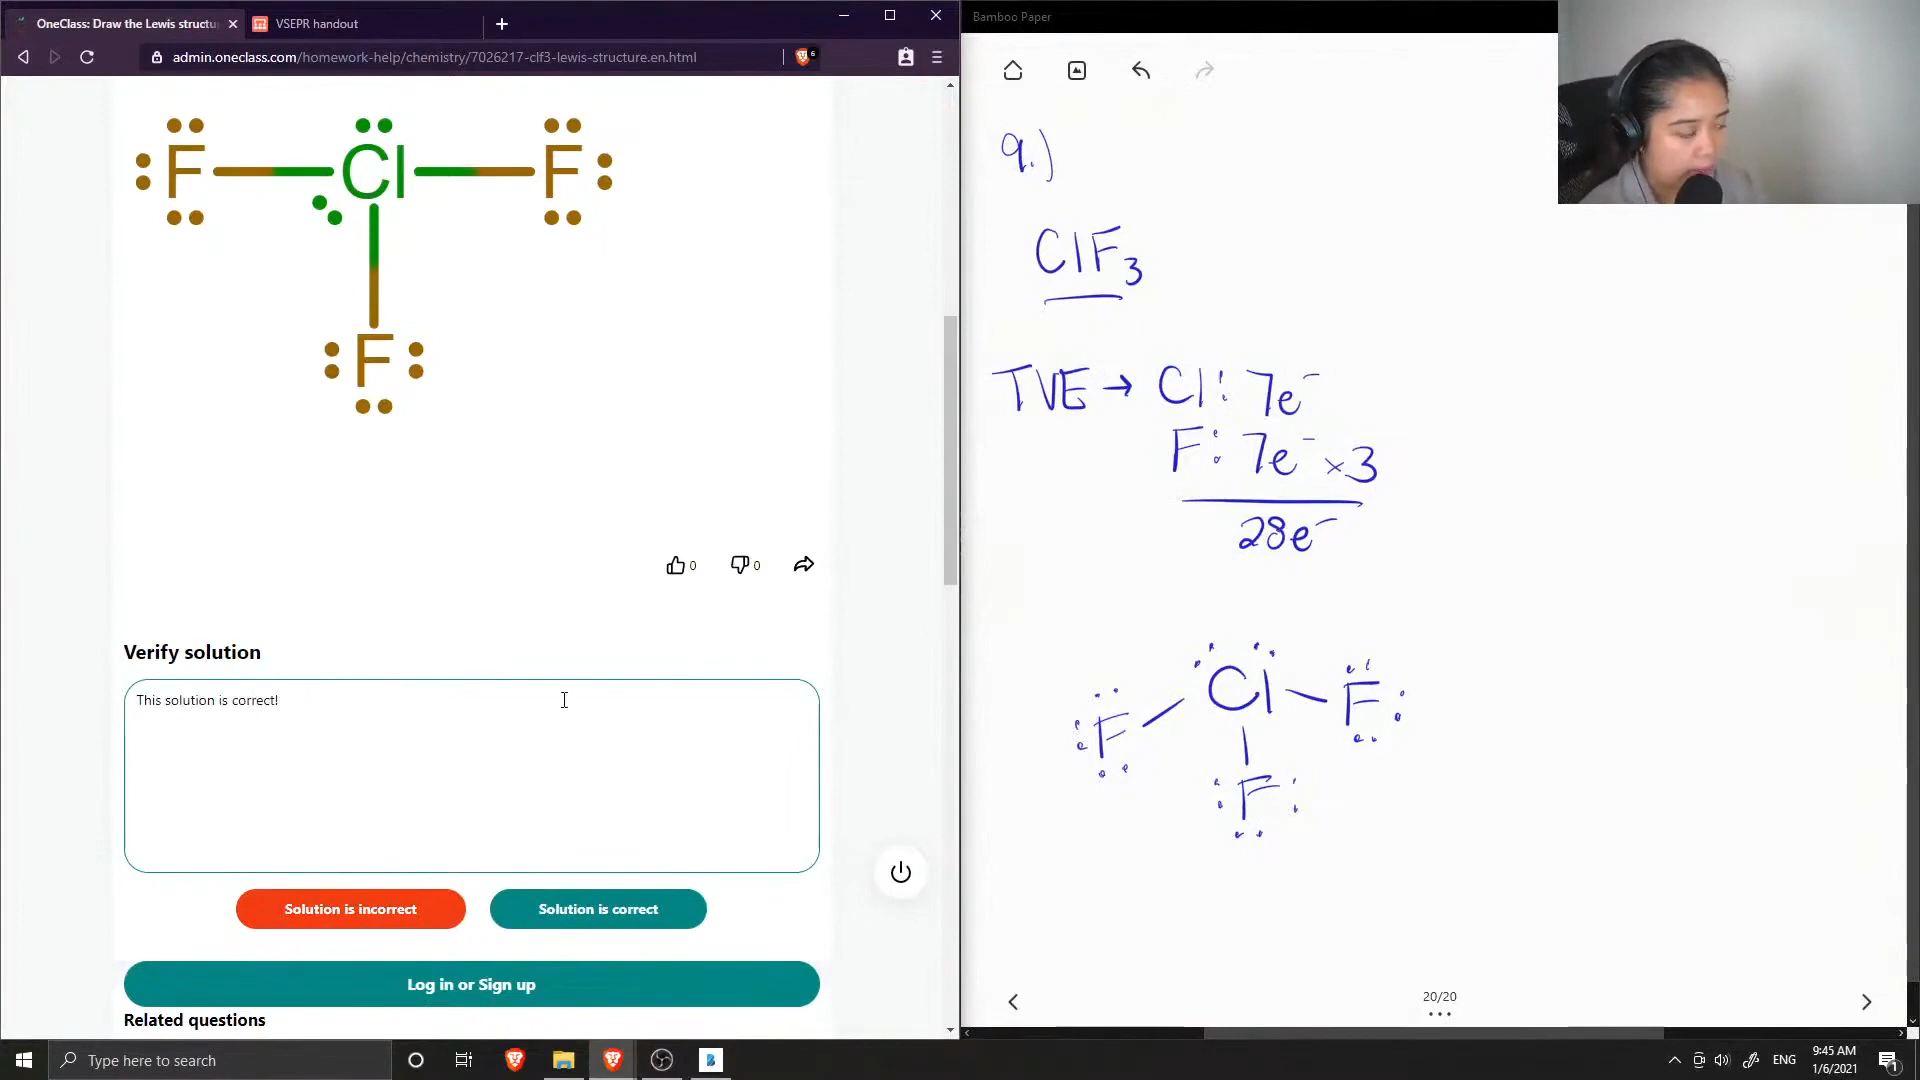 OneClass: Draw the Lewis structu
VSEPR handout
admin.oneclass.com/homework-help/chemistry/7026217-clf3-lewis-structure.en.html
6
F Cl F
F
0
0
Verify solution
This solution is correct!
Solution is incorrect
Solution is correct
Log in or Sign up
Related questions
Bamboo Paper
9.)
ClF3
TVE → Cl: 7e-
F: 7e- ×3
28e-
Cl
F
F
F
20/20
Type here to search
ENG
9:45 AM
1/6/2021
1